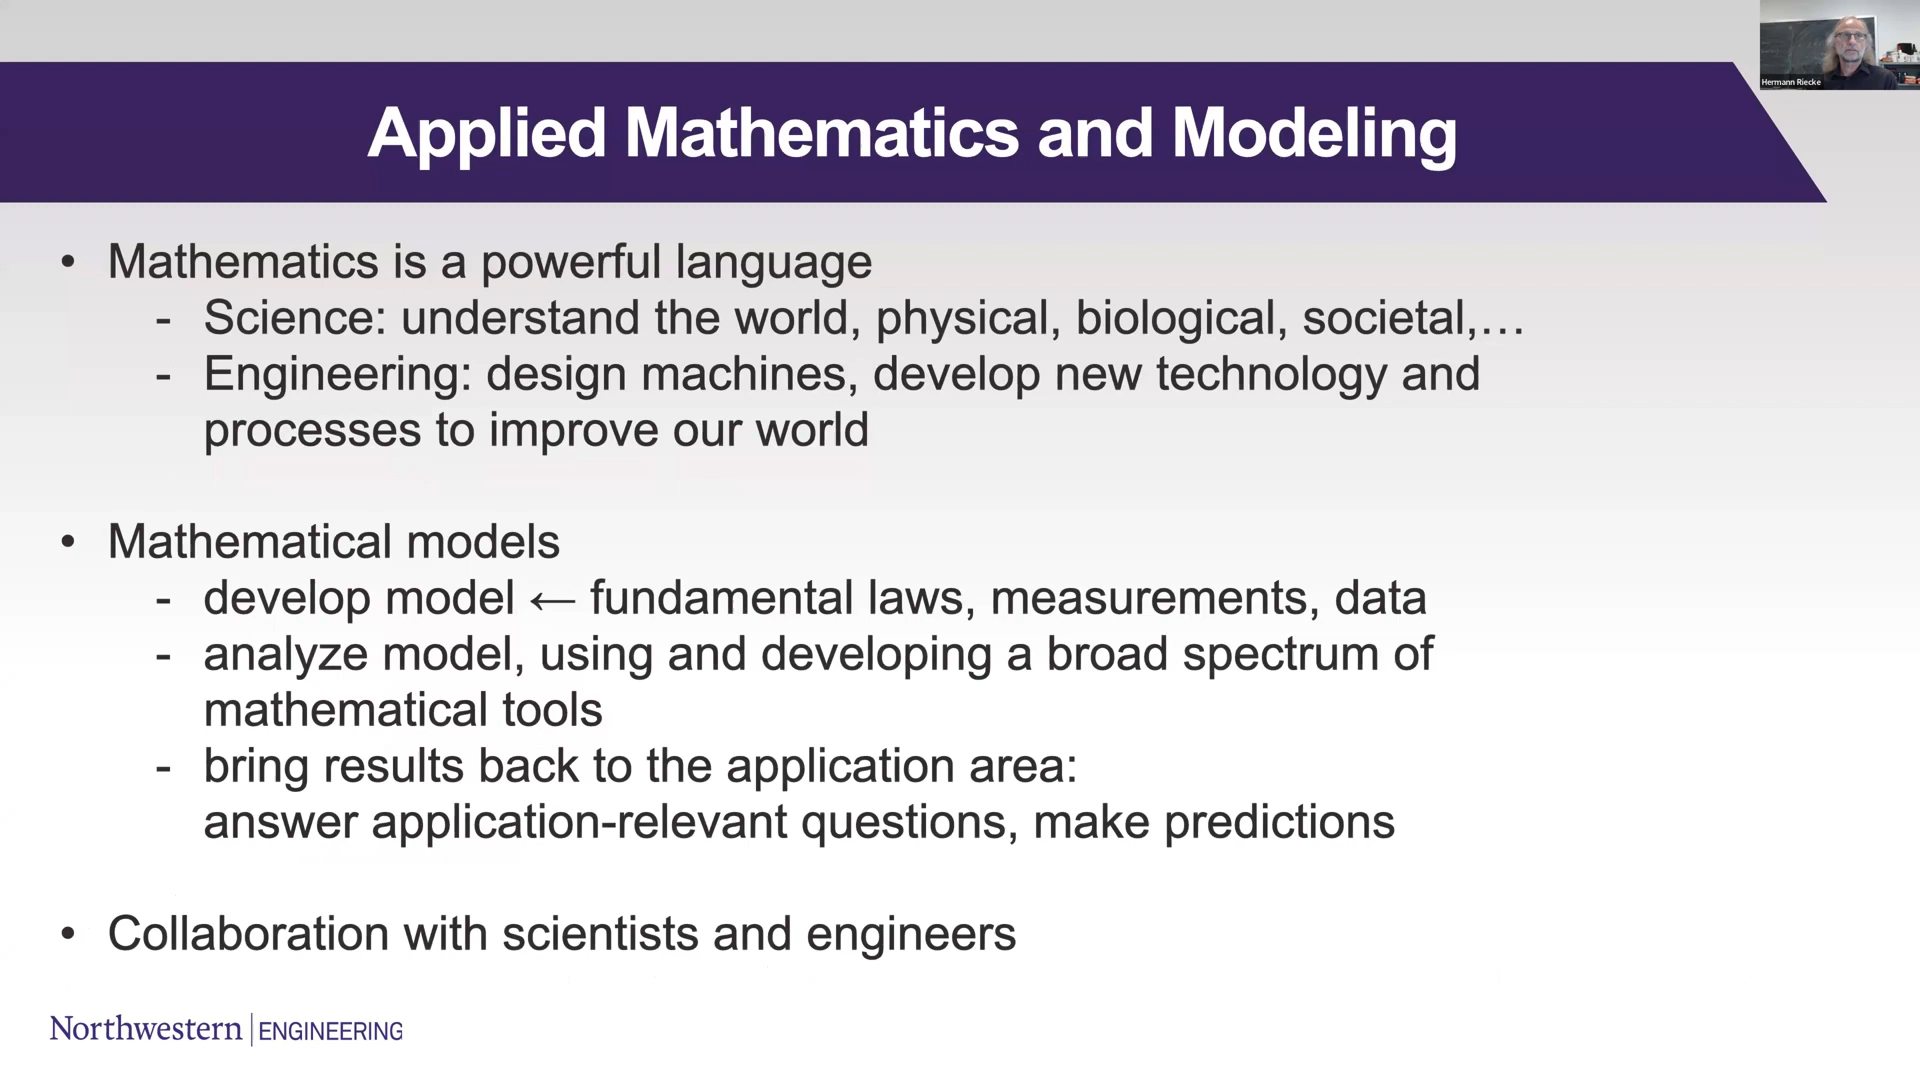 Hermann Riecke
Applied Mathematics and Modeling
• Mathematics is a powerful language
- Science: understand the world, physical, biological, societal,…
- Engineering: design machines, develop new technology and
processes to improve our world
• Mathematical models
- develop model ← fundamental laws, measurements, data
- analyze model, using and developing a broad spectrum of
mathematical tools
- bring results back to the application area:
answer application-relevant questions, make predictions
• Collaboration with scientists and engineers
Northwestern | ENGINEERING